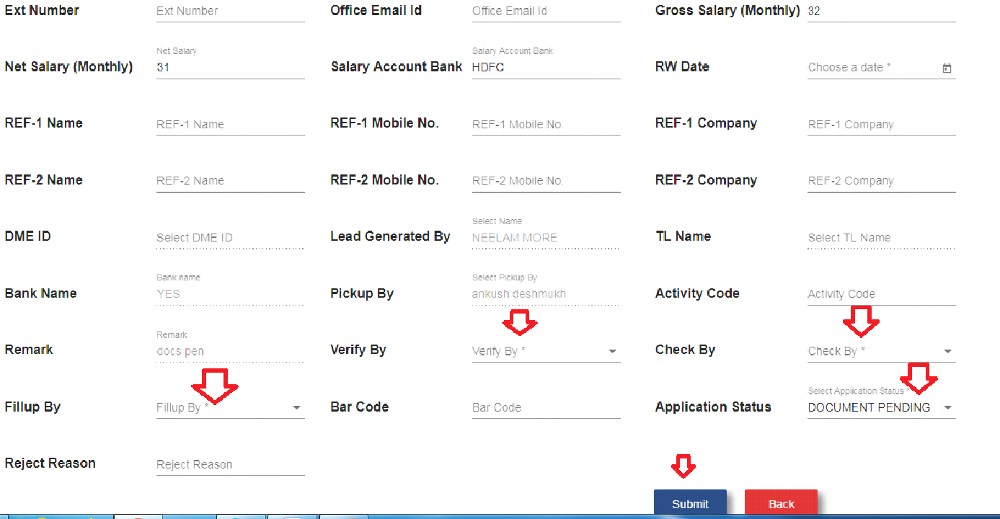 Ext Number Ext Number Office Email Id Office Email Id Gross Salary (Monthly) 32
Net Salary Salary Account Bank
Net Salary (Monthly) 31 Salary Account Bank HDFC RW Date Choose a date *
REF-1 Name REF-1 Name REF-1 Mobile No. REF-1 Mobile No. REF-1 Company REF-1 Company
REF-2 Name REF-2 Name REF-2 Mobile No. REF-2 Mobile No. REF-2 Company REF-2 Company
Select Name
DME ID Select DME ID Lead Generated By NEELAM MORE TL Name Select TL Name
Bank name Select Pickup By
Bank Name YES Pickup By ankush deshmukh Activity Code Activity Code
Remark
Remark docs pen Verify By Verify By * Check By Check By *
Select Application Status *
Fillup By Fillup By * Bar Code Bar Code Application Status DOCUMENT PENDING
Reject Reason Reject Reason
Submit Back